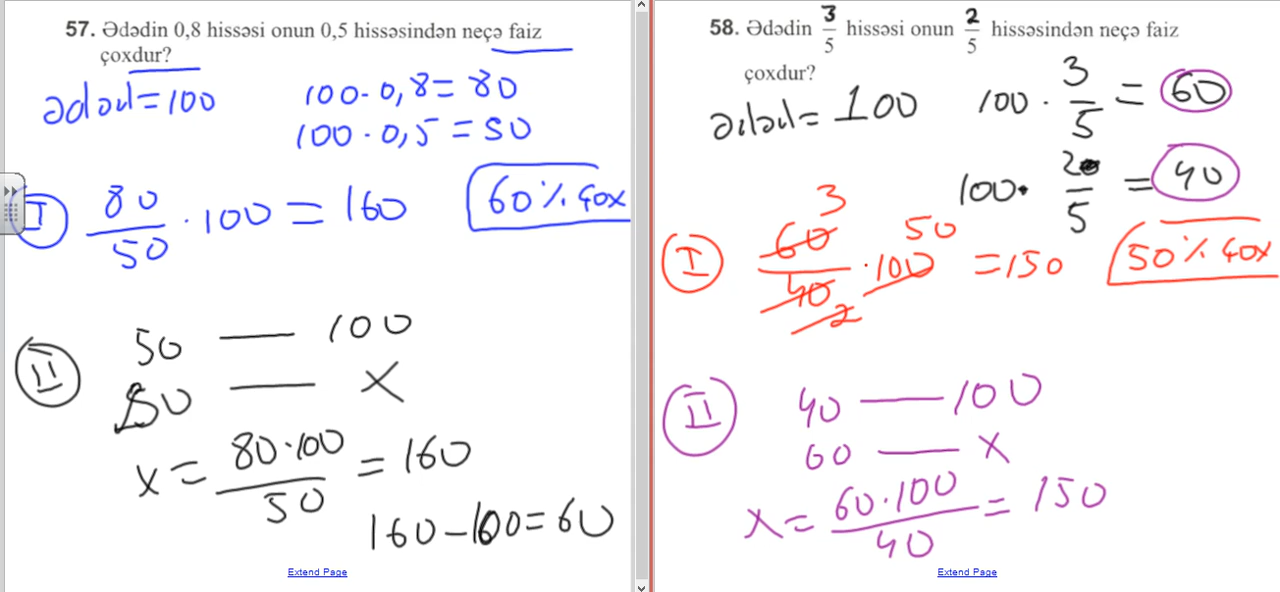 57. Ədədin 0,8 hissəsi onun 0,5 hissəsindən neçə faiz
çoxdur?
Ədəd=100
100·0,8=80
100·0,5=50
I 80/50 ·100=160
60% çox
II 50 — 100
80 — x
x= 80·100/50 =160
160-100=60
Extend Page
58. Ədədin 3/5 hissəsi onun 2/5 hissəsindən neçə faiz
çoxdur?
Ədəd=100
100· 3/5 =60
100· 2/5 =40
3 50
I 60/40 ·100 =150
2
50% çox
II 40 — 100
60 — x
x= 60·100/40 =150
Extend Page